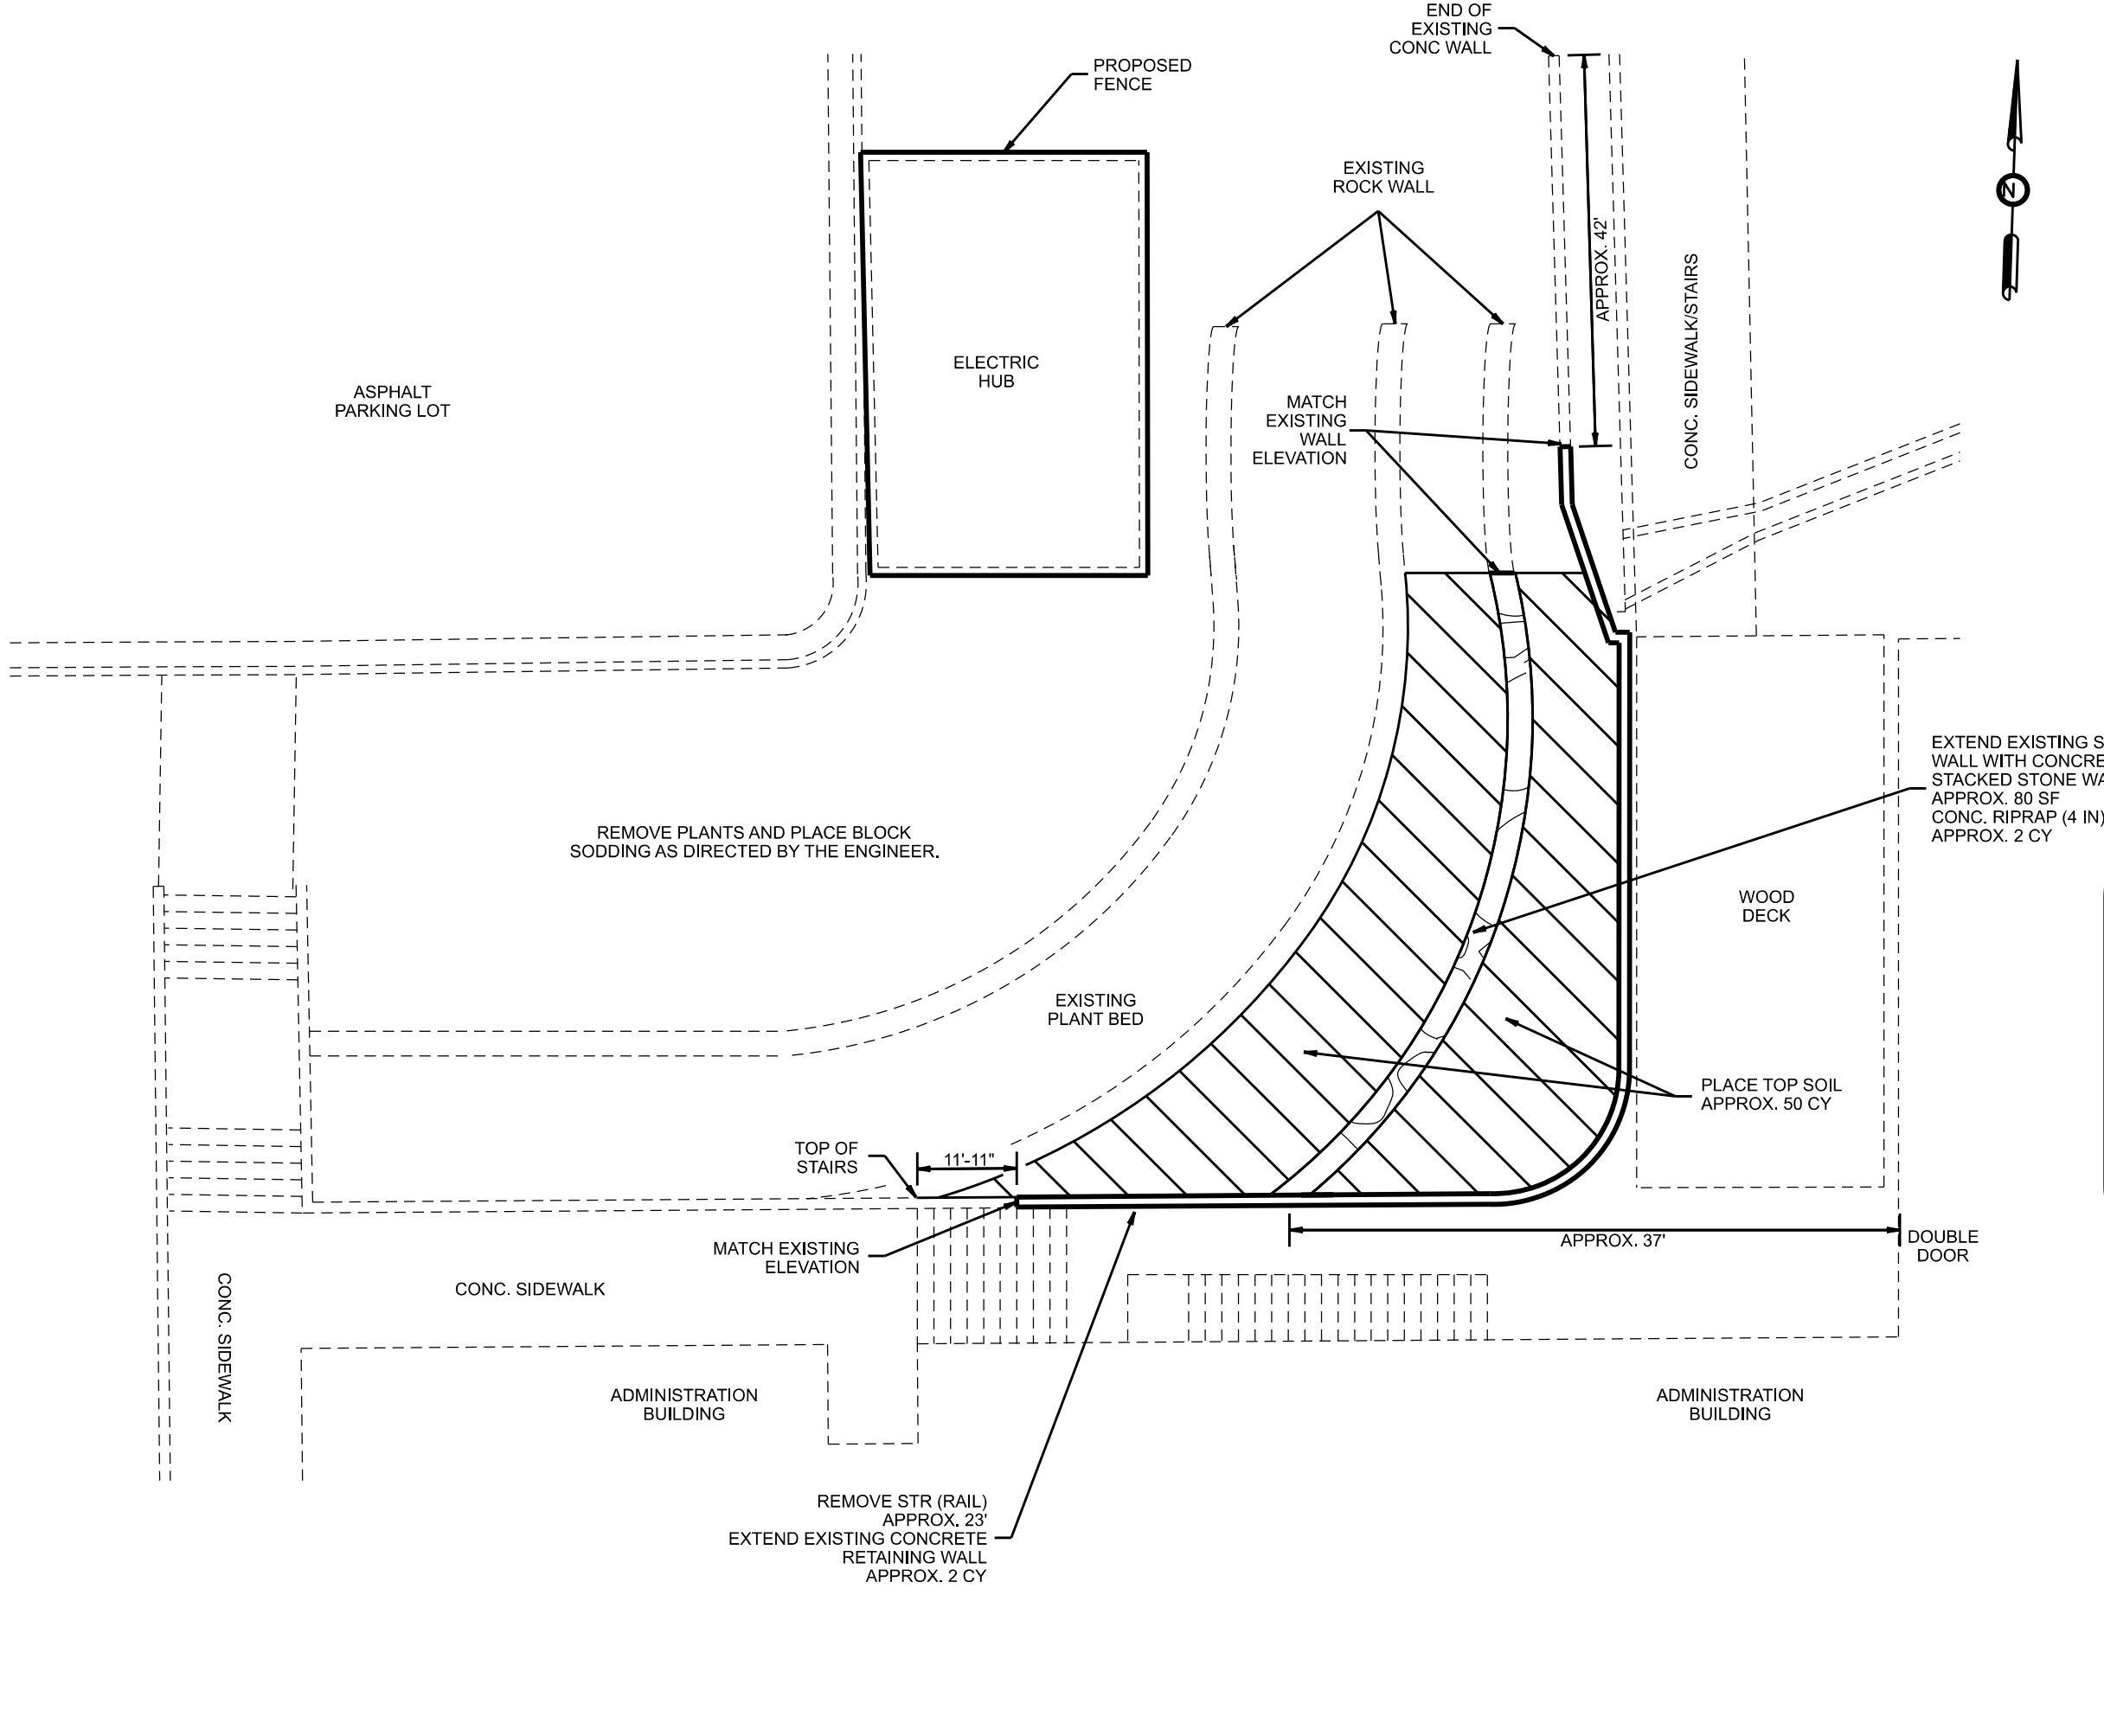 END OF
EXISTING
CONC WALL
PROPOSED
FENCE
EXISTING
ROCK WALL
N
APPROX. 42'
CONC. SIDEWALK/STAIRS
ELECTRIC
HUB
ASPHALT
PARKING LOT
MATCH
EXISTING
WALL
ELEVATION
EXTEND EXISTING S
WALL WITH CONCRE
STACKED STONE WA
APPROX. 80 SF
CONC. RIPRAP (4 IN)
APPROX. 2 CY
REMOVE PLANTS AND PLACE BLOCK
SODDING AS DIRECTED BY THE ENGINEER.
WOOD
DECK
EXISTING
PLANT BED
PLACE TOP SOIL
APPROX. 50 CY
TOP OF
STAIRS
11'-11"
MATCH EXISTING
ELEVATION
APPROX. 37'
DOUBLE
DOOR
CONC. SIDEWALK
CONC. SIDEWALK
ADMINISTRATION
BUILDING
ADMINISTRATION
BUILDING
REMOVE STR (RAIL)
APPROX. 23'
EXTEND EXISTING CONCRETE
RETAINING WALL
APPROX. 2 CY